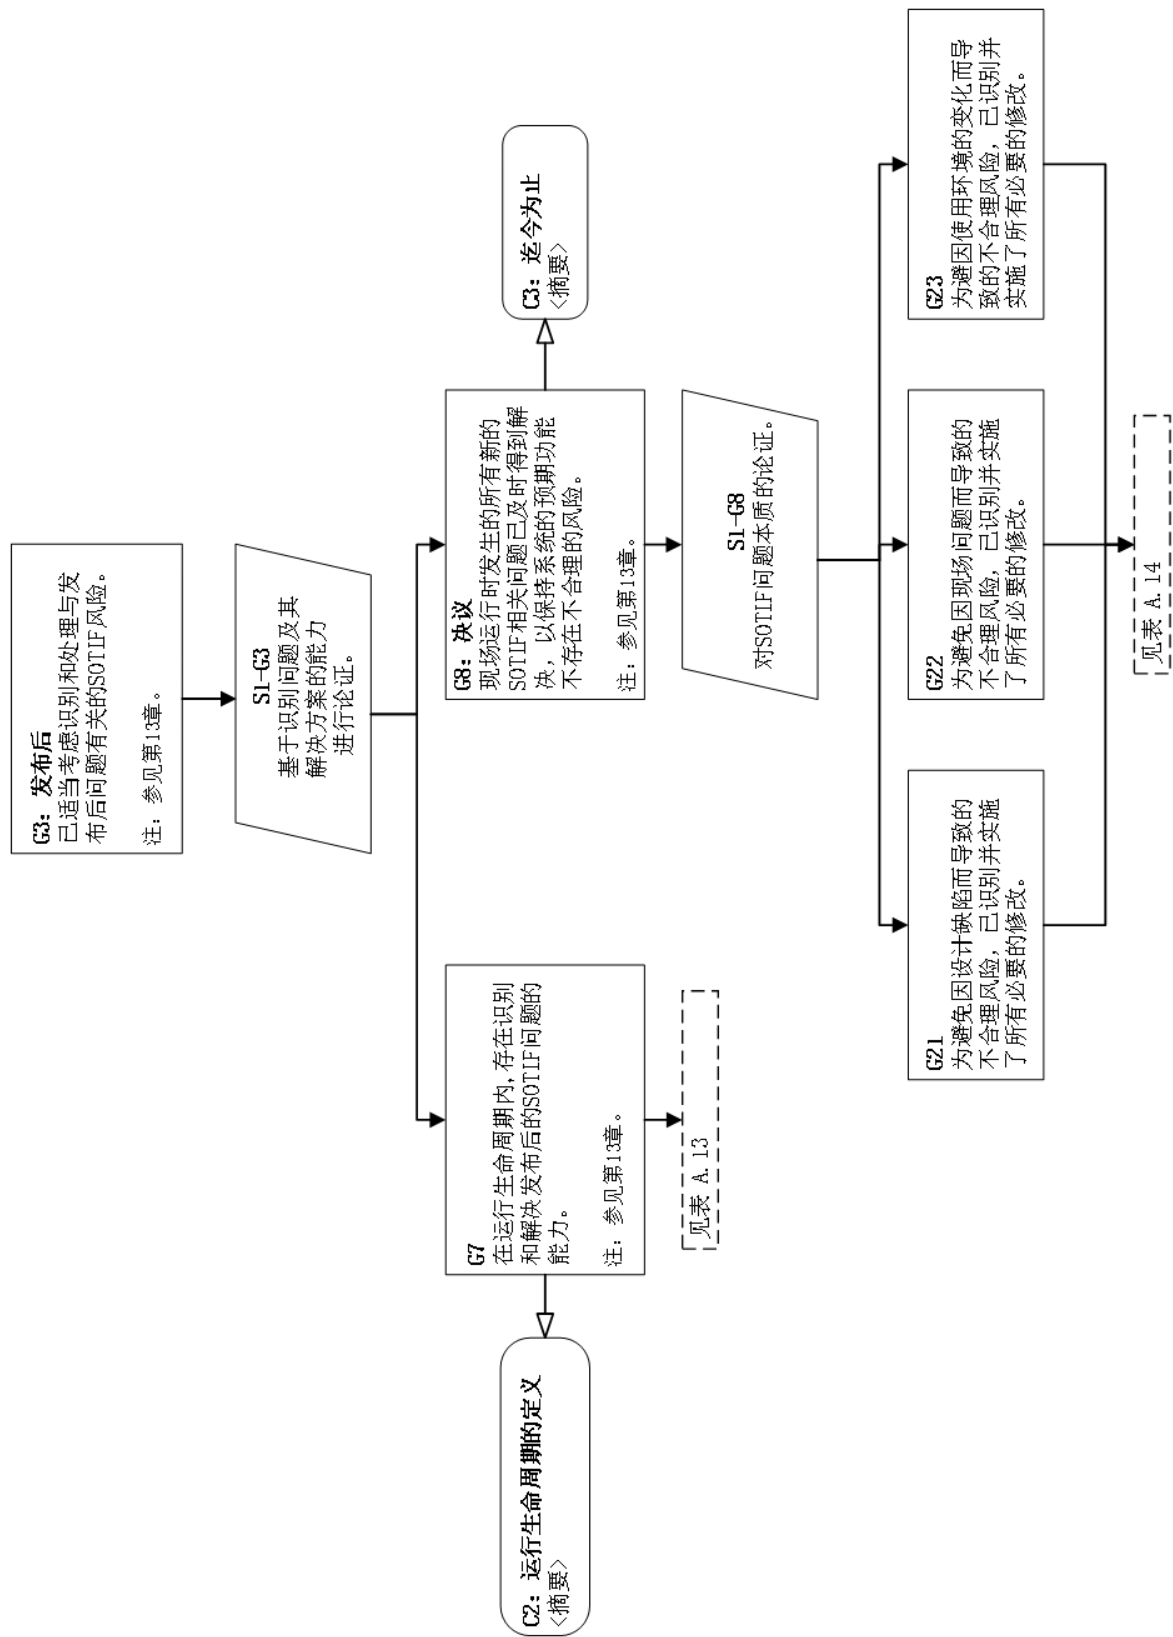 G3：发布后
已适当考虑识别和处理与发
布后问题有关的SOTIF风险。
注：参见第13章。
S1-G3
基于识别问题及其
解决方案的能力
进行论证。
C2：运行生命周期的定义
<摘要>
G7
在运行生命周期内,存在识别
和解决发布后的SOTIF问题的
能力。
注：参见第13章。
G8：决议
现场运行时发生的所有新的
SOTIF相关问题已及时得到解
决，以保持系统的预期功能
不存在不合理的风险。
注：参见第13章。
C3：迄今为止
<摘要>
见表 A.13
S1-G8
对SOTIF问题本质的论证。
G21
为避免因设计缺陷而导致的
不合理风险，已识别并实施
了所有必要的修改。
G22
为避免因现场问题而导致的
不合理风险，已识别并实施
了所有必要的修改。
G23
为避因使用环境的变化而导
致的不合理风险，已识别并
实施了所有必要的修改。
见表 A.14